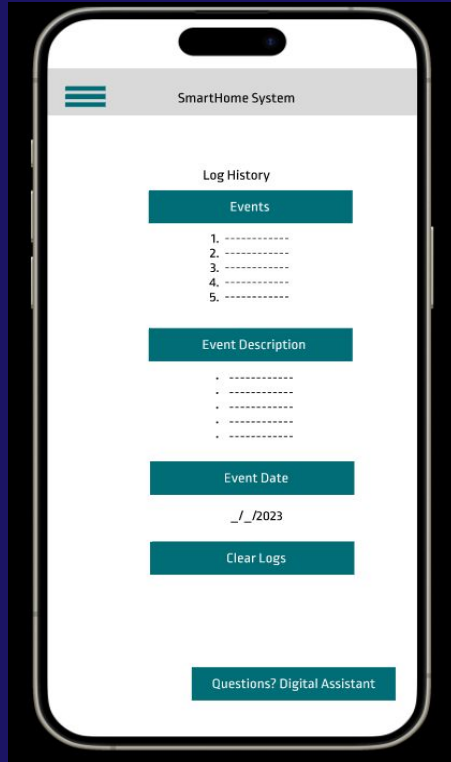 SmartHome System
Log History
Events
1. ------------
2. ------------
3. ------------
4. ------------
5. ------------
Event Description
. ------------
. ------------
. ------------
. ------------
. ------------
Event Date
_/_/2023
Clear Logs
Questions? Digital Assistant